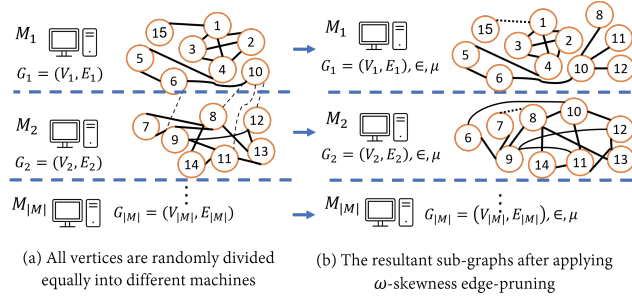 M1
15
1
3
2
5
4
6
10
G1 = (V1, E1)
M2
7
8
12
9
11
13
14
G2 = (V2, E2)
M|M|
G|M| = (V|M|, E|M|)
(a) All vertices are randomly divided
equally into different machines
M1
15
1
8
3
2
11
5
4
6
10
12
G1 = (V1, E1), ∈, μ
M2
7
8
10
6
12
9
14
11
13
G2 = (V2, E2), ∈, μ
M|M|
G|M| = (V|M|, E|M|), ∈, μ
(b) The resultant sub-graphs after applying
ω-skewness edge-pruning